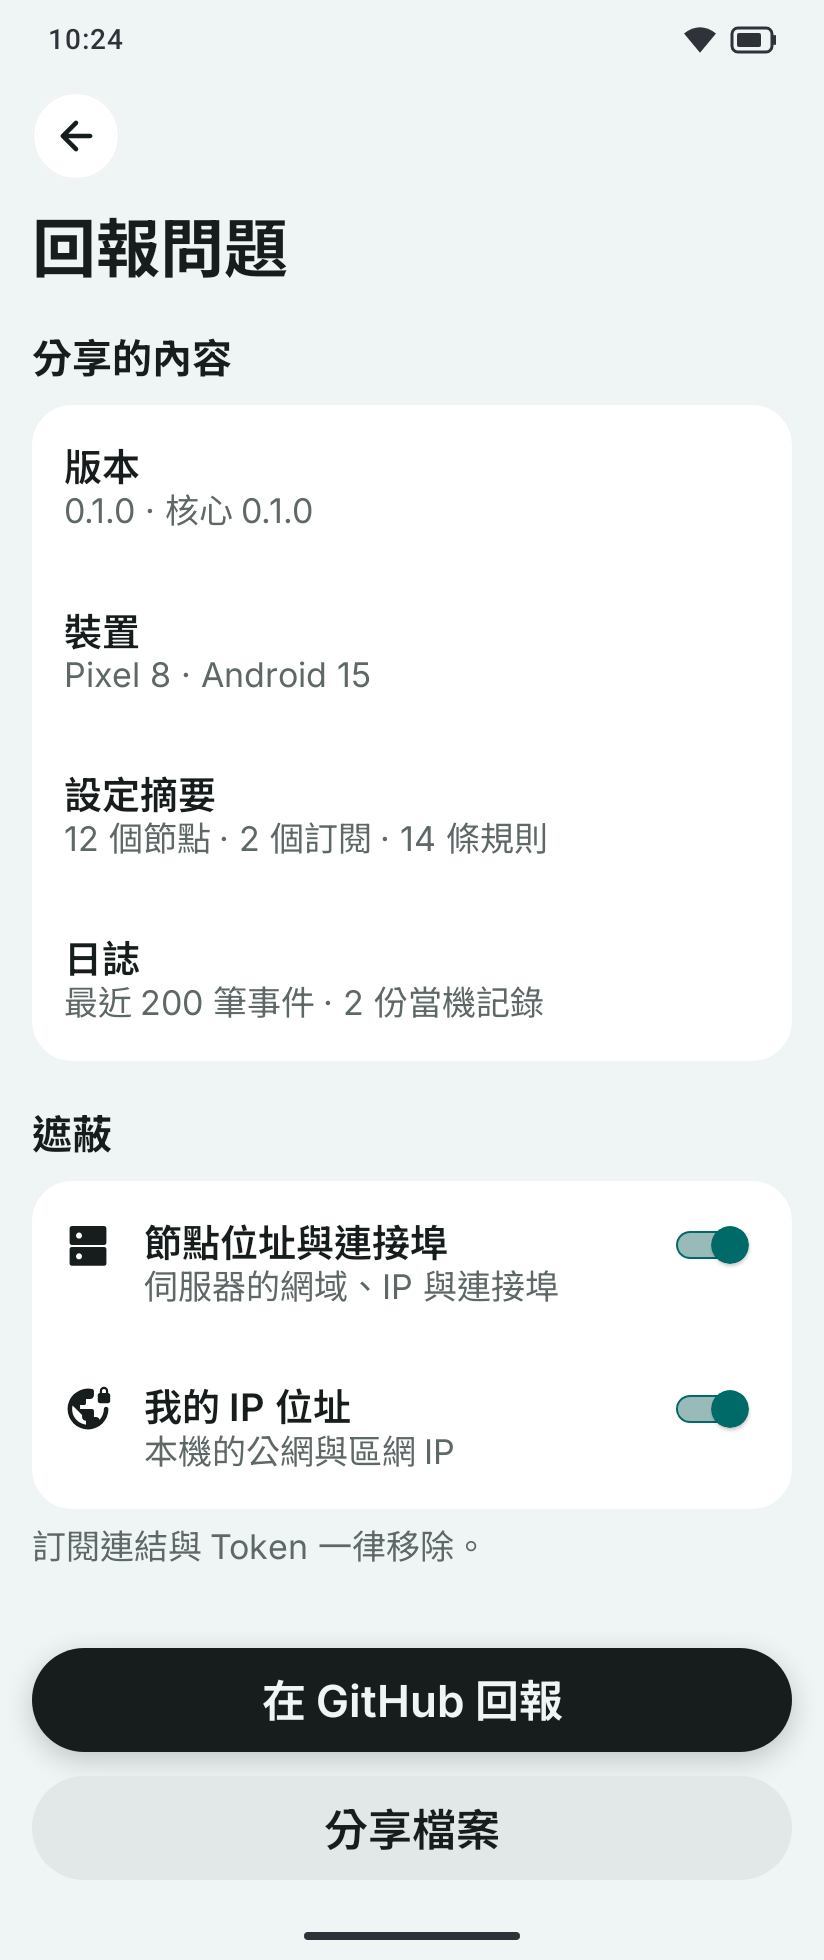 10:24
回報問題
分享的內容
版本
0.1.0 · 核心 0.1.0
裝置
Pixel 8 · Android 15
設定摘要
12 個節點 · 2 個訂閱 · 14 條規則
日誌
最近 200 筆事件 · 2 份當機記錄
遮蔽
節點位址與連接埠
伺服器的網域、IP 與連接埠
我的 IP 位址
本機的公網與區網 IP
訂閱連結與 Token 一律移除。
在 GitHub 回報
分享檔案